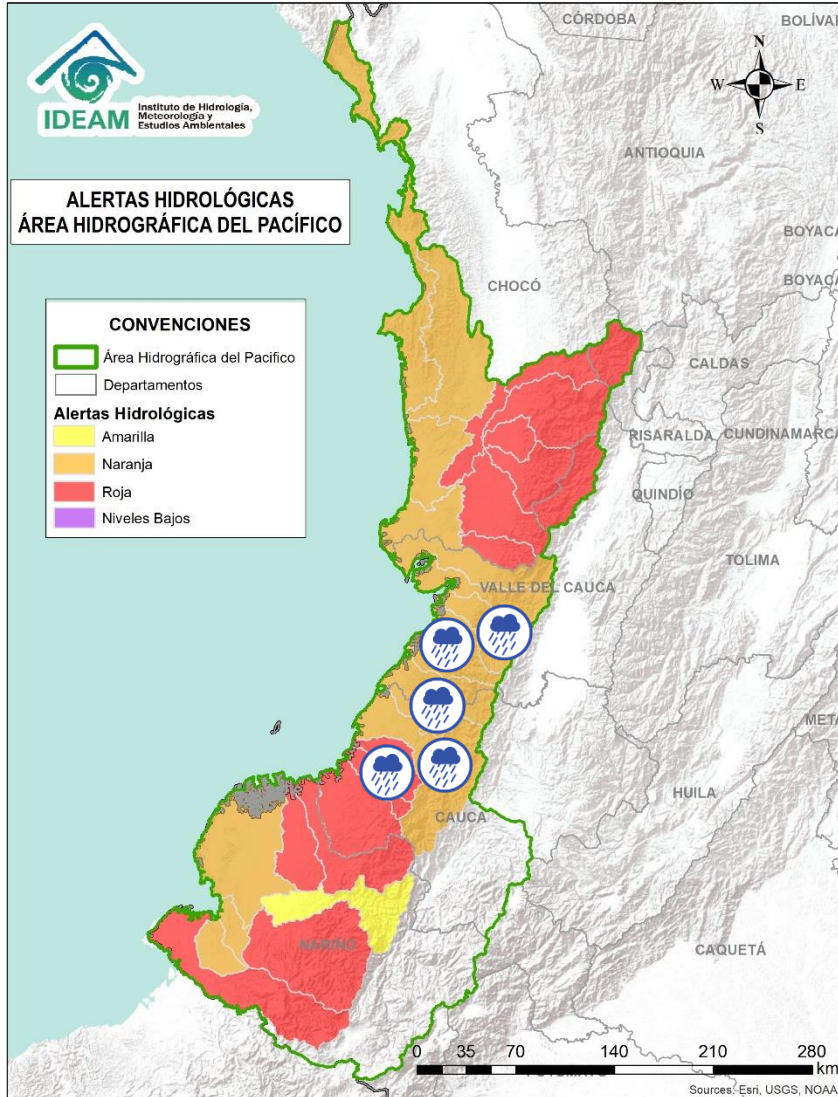 CÓRDOBA
BOLÍVAR
N
W E
S
IDEAM
Instituto de Hidrología,
Meteorología y
Estudios Ambientales
ANTIOQUIA
ALERTAS HIDROLÓGICAS
ÁREA HIDROGRÁFICA DEL PACÍFICO
BOYACÁ
BOYACÁ
CHOCÓ
CONVENCIONES
Área Hidrográfica del Pacifico
Departamentos
Alertas Hidrológicas
Amarilla
Naranja
Roja
Niveles Bajos
CALDAS
RISARALDA
CUNDINAMARCA
QUINDÍO
TOLIMA
VALLE DEL CAUCA
META
HUILA
CAUCA
NARIÑO
CAQUETÁ
0 35 70 140 210 280
km
Sources: Esri, USGS, NOAA